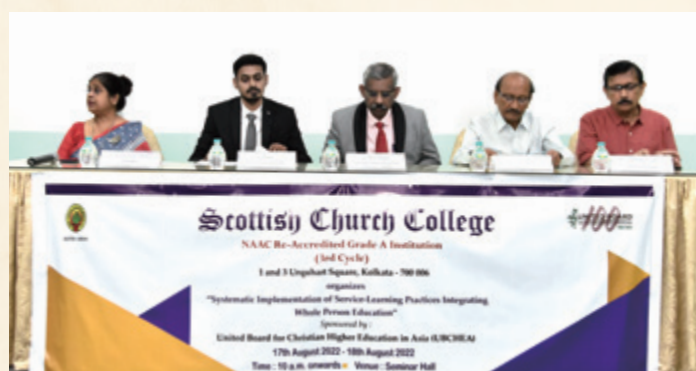 Scottish Church College
NAAC Re-Accredited Grade A Institution
(3rd Cycle)
1 and 3 Urquhart Square, Kolkata - 700 006
organizes
"Systematic Implementation of Service-Learning Practices Integrating
Whole Person Education"
Sponsored by :
United Board for Christian Higher Education in Asia (UBCHEA)
17th August 2022 - 18th August 2022
Time : 10 a.m. onwards Venue : Seminar Hall
100